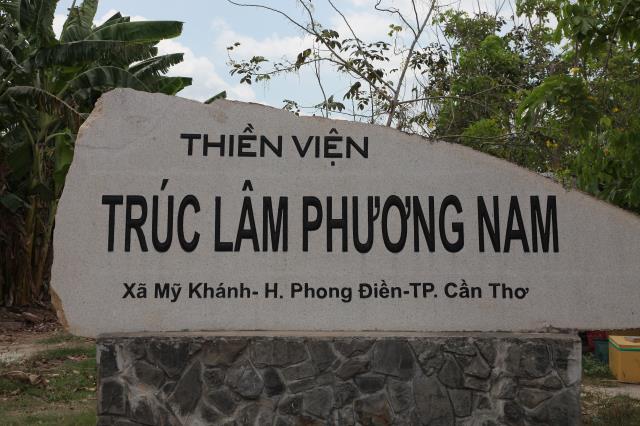 THIỀN VIỆN
TRÚC LÂM PHƯƠNG NAM
Xã Mỹ Khánh- H. Phong Điền-TP. Cần Thơ